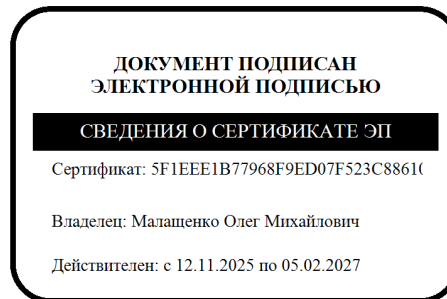 ДОКУМЕНТ ПОДПИСАН
ЭЛЕКТРОННОЙ ПОДПИСЬЮ
СВЕДЕНИЯ О СЕРТИФИКАТЕ ЭП
Сертификат: 5F1EEE1B77968F9ED07F523C88610
Владелец: Малащенко Олег Михайлович
Действителен: с 12.11.2025 по 05.02.2027